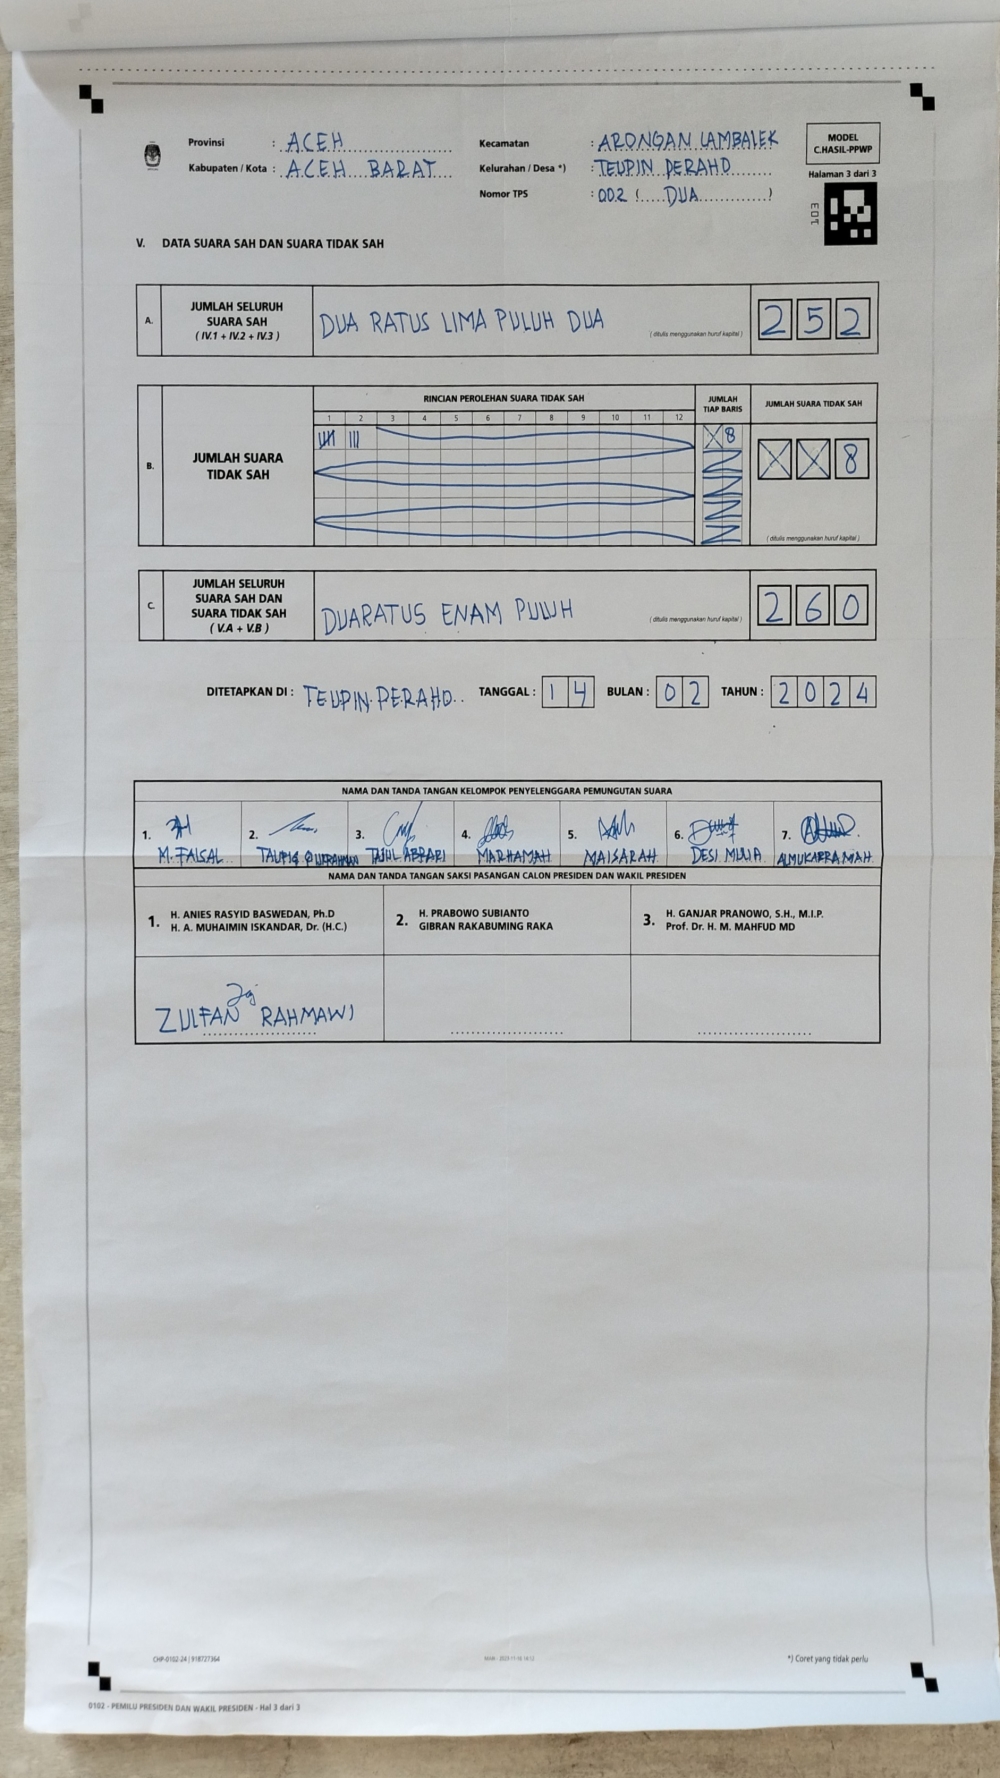 Provinsi : ACEH
Kabupaten / Kota : ACEH BARAT
Kecamatan : ARONGAN LAMBALEK
Kelurahan / Desa *) : TEUPIN PERAHO
Nomor TPS : 002 ( DUA )
MODEL
C.HASIL-PPWP
Halaman 3 dari 3
V. DATA SUARA SAH DAN SUARA TIDAK SAH
A. JUMLAH SELURUH
SUARA SAH
( IV.1 + IV.2 + IV.3 )
DUA RATUS LIMA PULUH DUA
( ditulis menggunakan huruf kapital )
2 5 2
B. JUMLAH SUARA
TIDAK SAH
RINCIAN PEROLEHAN SUARA TIDAK SAH
1 2 3 4 5 6 7 8 9 10 11 12
JUMLAH
TIAP BARIS
X 8
JUMLAH SUARA TIDAK SAH
X X 8
( ditulis menggunakan huruf kapital )
C. JUMLAH SELURUH
SUARA SAH DAN
SUARA TIDAK SAH
( V.A + V.B )
DUARATUS ENAM PULUH
( ditulis menggunakan huruf kapital )
2 6 0
DITETAPKAN DI : TEUPIN PERAHO TANGGAL : 1 4 BULAN : 0 2 TAHUN : 2 0 2 4
NAMA DAN TANDA TANGAN KELOMPOK PENYELENGGARA PEMUNGUTAN SUARA
1. 2. 3. 4. 5. 6. 7.
M. FAISAL TAJUL ABRARI MARHAMAH MAISARAH DESI MULIA ALMUKARRAMAH
NAMA DAN TANDA TANGAN SAKSI PASANGAN CALON PRESIDEN DAN WAKIL PRESIDEN
1. H. ANIES RASYID BASWEDAN, Ph.D
H. A. MUHAIMIN ISKANDAR, Dr. (H.C.)
2. H. PRABOWO SUBIANTO
GIBRAN RAKABUMING RAKA
3. H. GANJAR PRANOWO, S.H., M.I.P.
Prof. Dr. H. M. MAHFUD MD
ZULFAN RAHMAWI
CHP-0102-24 | 918727364
*) Coret yang tidak perlu
0102 - PEMILU PRESIDEN DAN WAKIL PRESIDEN - Hal 3 dari 3